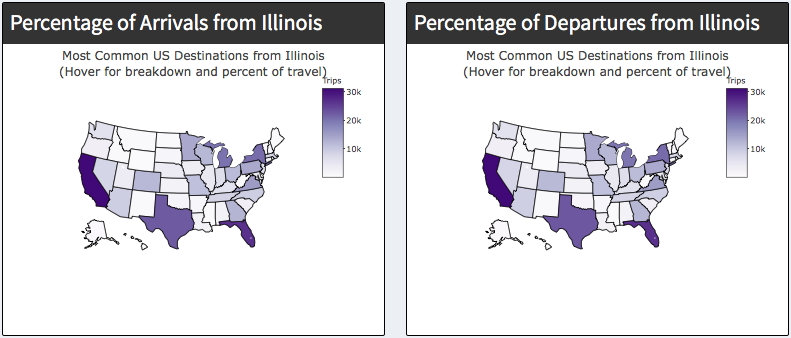 Percentage of Arrivals from Illinois
Most Common US Destinations from Illinois
(Hover for breakdown and percent of travel)
Trips
30k
20k
10k
Percentage of Departures from Illinois
Most Common US Destinations from Illinois
(Hover for breakdown and percent of travel)
Trips
30k
20k
10k